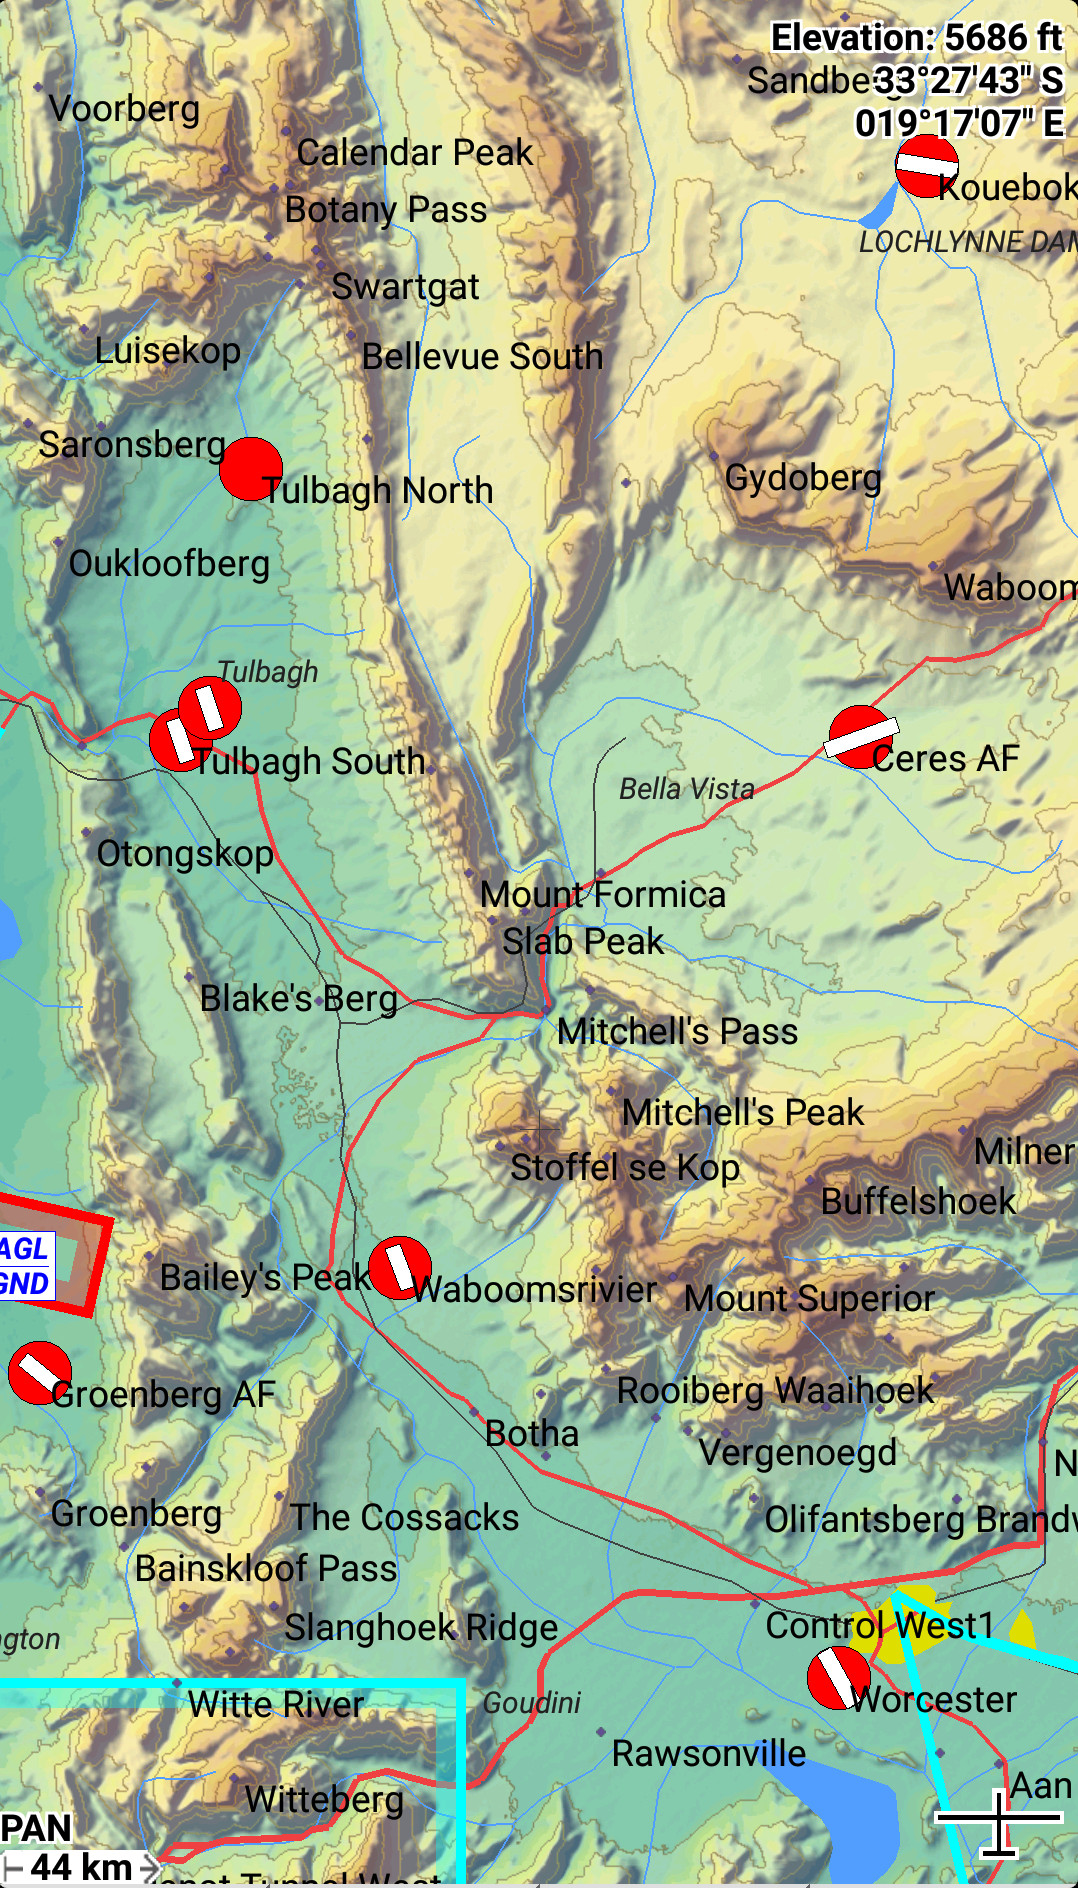 Elevation: 5686 ft
Sandberg
33°27'43" S
Voorberg
019°17'07" E
Calendar Peak
Kouebok
Botany Pass
LOCHLYNNE DAM
Swartgat
Luisekop
Bellevue South
Saronsberg
Gydoberg
Tulbagh North
Oukloofberg
Waboom
Tulbagh
Tulbagh South
Ceres AF
Bella Vista
Otongskop
Mount Formica
Slab Peak
Blake's Berg
Mitchell's Pass
Mitchell's Peak
Milner
Stoffel se Kop
Buffelshoek
AGL
GND
Bailey's Peak
Waboomsrivier
Mount Superior
Groenberg AF
Rooiberg Waaihoek
Botha
Vergenoegd
N
Groenberg
The Cossacks
Olifantsberg Brandw
Bainskloof Pass
Slanghoek Ridge
Control West1
gton
Witte River
Goudini
Worcester
Rawsonville
Witteberg
Aan
PAN
44 km
Tunnel West